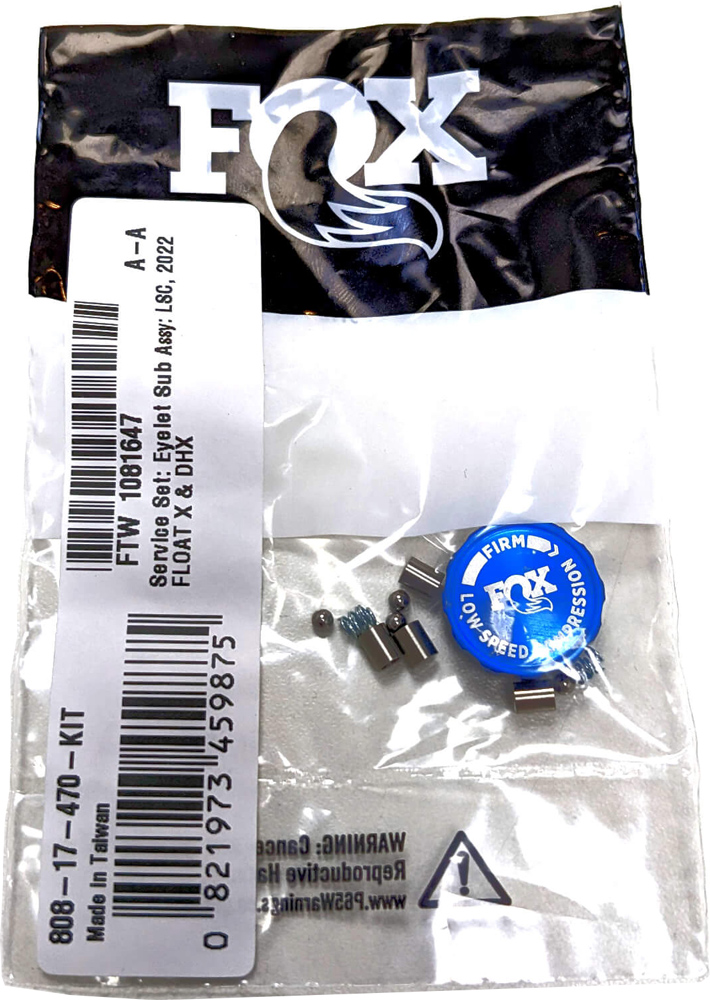 FOX
A-A
FTW 1081647
Service Set: Eyelet Sub Assy: LSC, 2022
FLOAT X & DHX
808-17-470-KIT
Made In Taiwan
0 821973 459875
FIRM
FOX
LOW-SPEED COMPRESSION
WARNING: Cance
Reproductive Ha
www.P65Warnings.